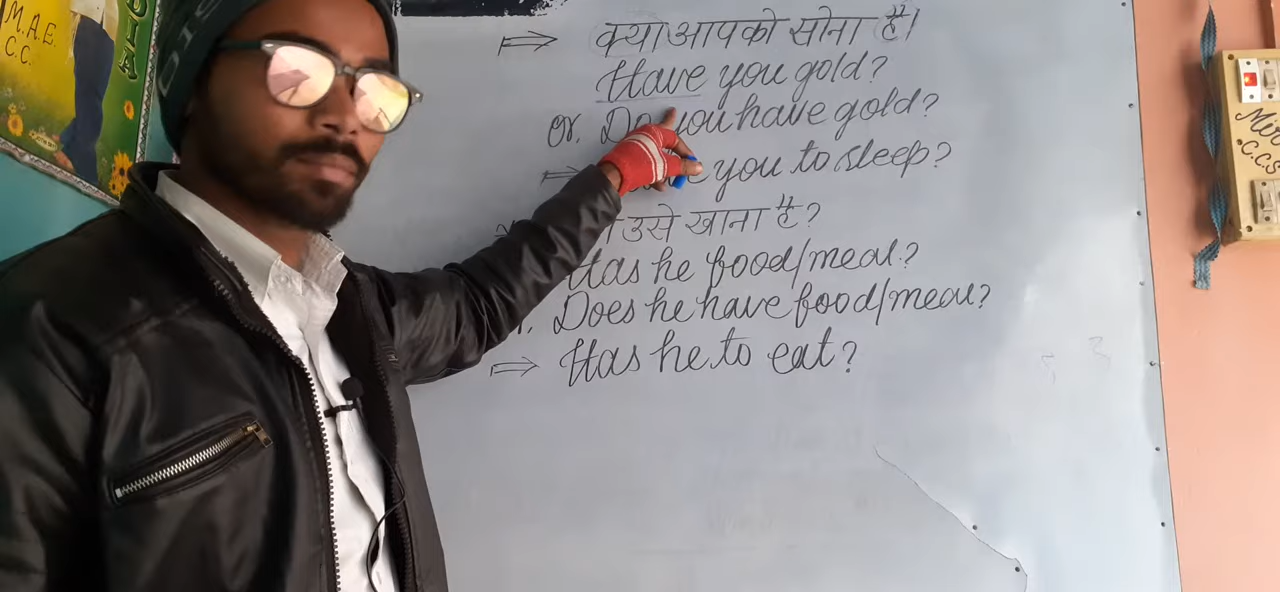 M.A.E.
C.C.
⇒ क्या आपको सोना है।
Have you gold?
or. Do you have gold?
⇒ you to sleep?
उसे खाना है?
Has he food/meal?
Does he have food/meal?
⇒ Has he to eat?
C.C.S